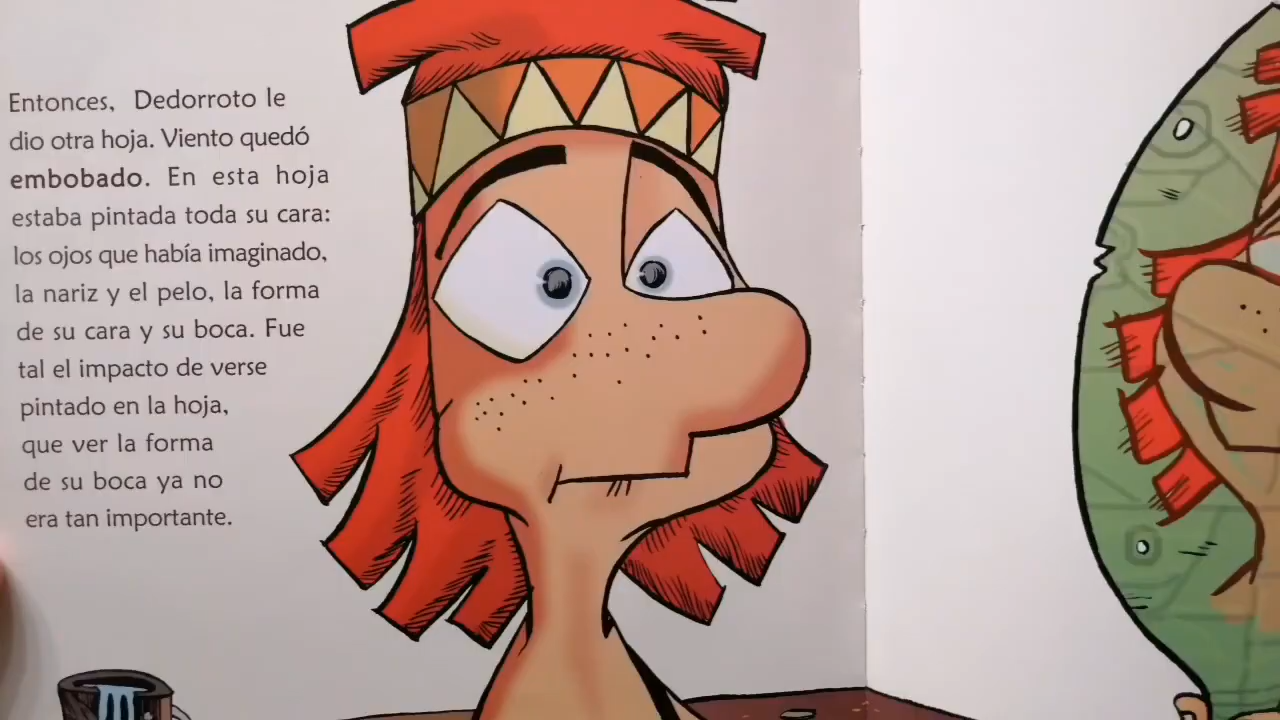 Entonces, Dedorroto le
dio otra hoja. Viento quedó
embobado. En esta hoja
estaba pintada toda su cara:
los ojos que había imaginado,
la nariz y el pelo, la forma
de su cara y su boca. Fue
tal el impacto de verse
pintado en la hoja,
que ver la forma
de su boca ya no
era tan importante.